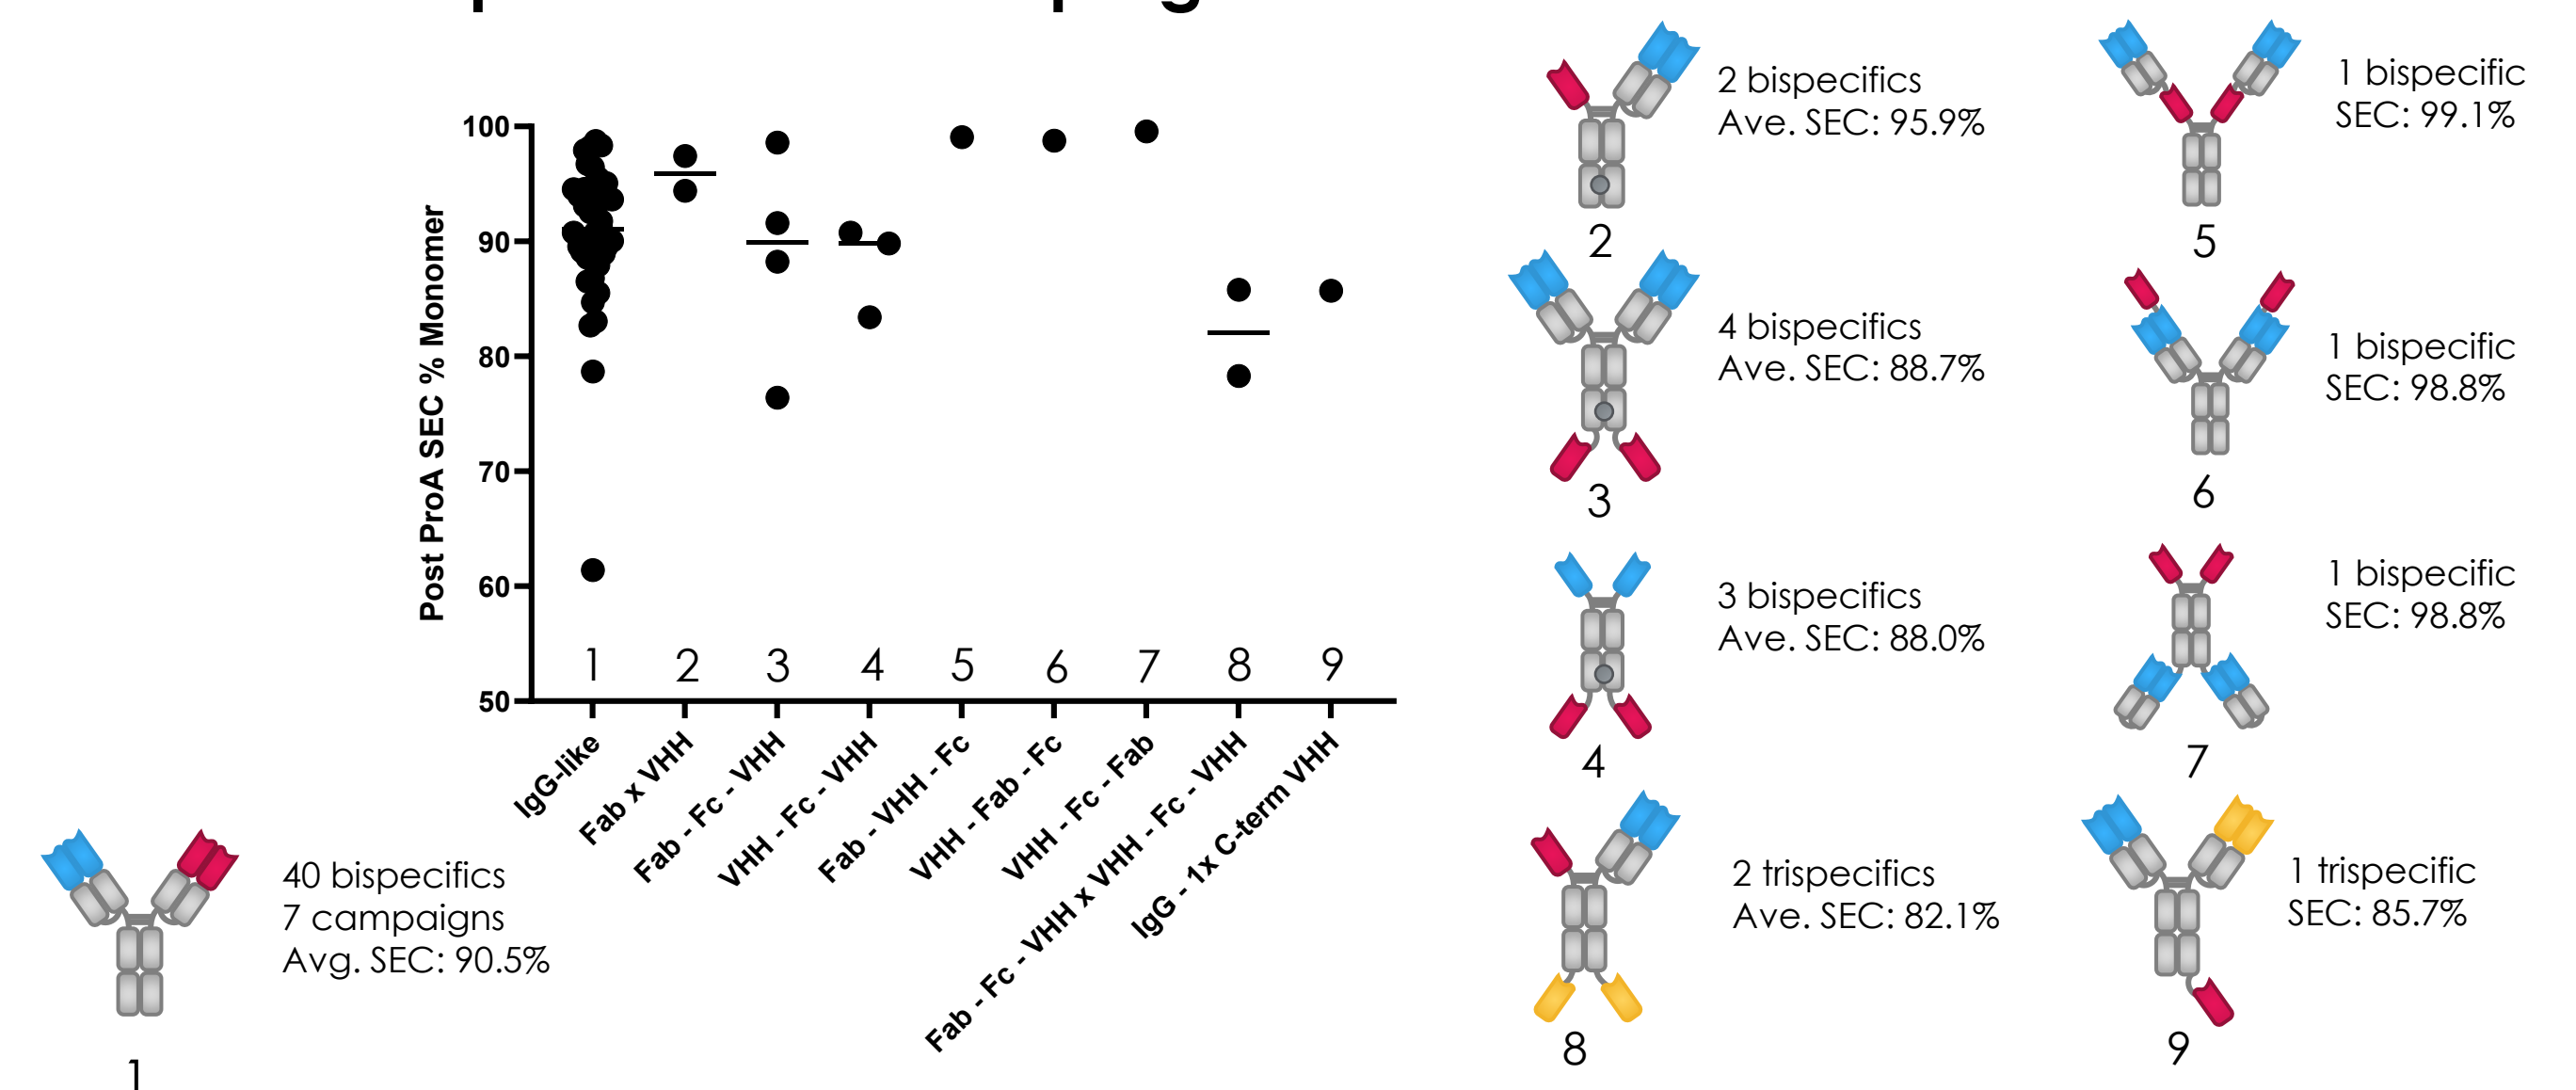 Post ProA SEC % Monomer
100
90
80
70
60
50
1 2 3 4 5 6 7 8 9
IgG-like
Fab x VHH
Fab - Fc - VHH
VHH - Fc - VHH
Fab - VHH - Fc
VHH - Fab - Fc
VHH - Fc - Fab
Fab - Fc - VHH x VHH - Fc - VHH
IgG - 1x C-term VHH
40 bispecifics
7 campaigns
Avg. SEC: 90.5%
1
2 bispecifics
Ave. SEC: 95.9%
2
4 bispecifics
Ave. SEC: 88.7%
3
3 bispecifics
Ave. SEC: 88.0%
4
1 bispecific
SEC: 99.1%
5
1 bispecific
SEC: 98.8%
6
1 bispecific
SEC: 98.8%
7
2 trispecifics
Ave. SEC: 82.1%
8
1 trispecific
SEC: 85.7%
9